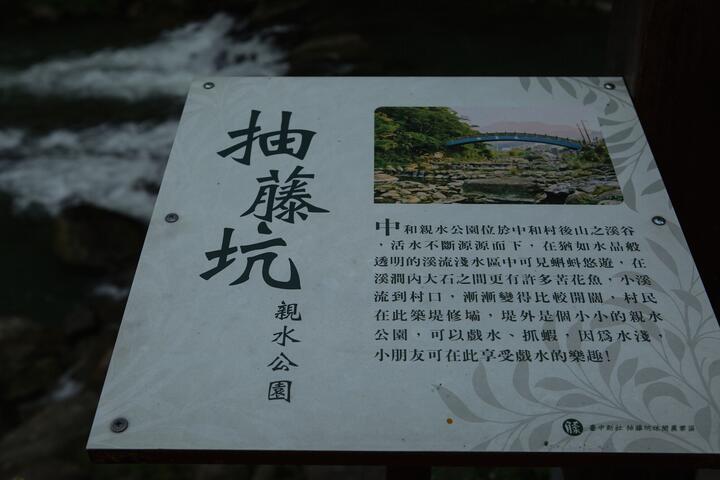 抽藤坑
親水公園
中和親水公園位於中和村後山之溪谷
，活水不斷源源而下，在猶如水晶般
透明的溪流淺水區中可見蝌蚪悠遊，在
溪澗內大石之間更有許多苦花魚，小溪
流到村口，漸漸變得比較開闊，村民
在此築堤修壩，堤外是個小小的親水
公園，可以戲水、抓蝦，因為水淺，
小朋友可在此享受戲水的樂趣！
臺中新社 抽藤坑休閒農業區